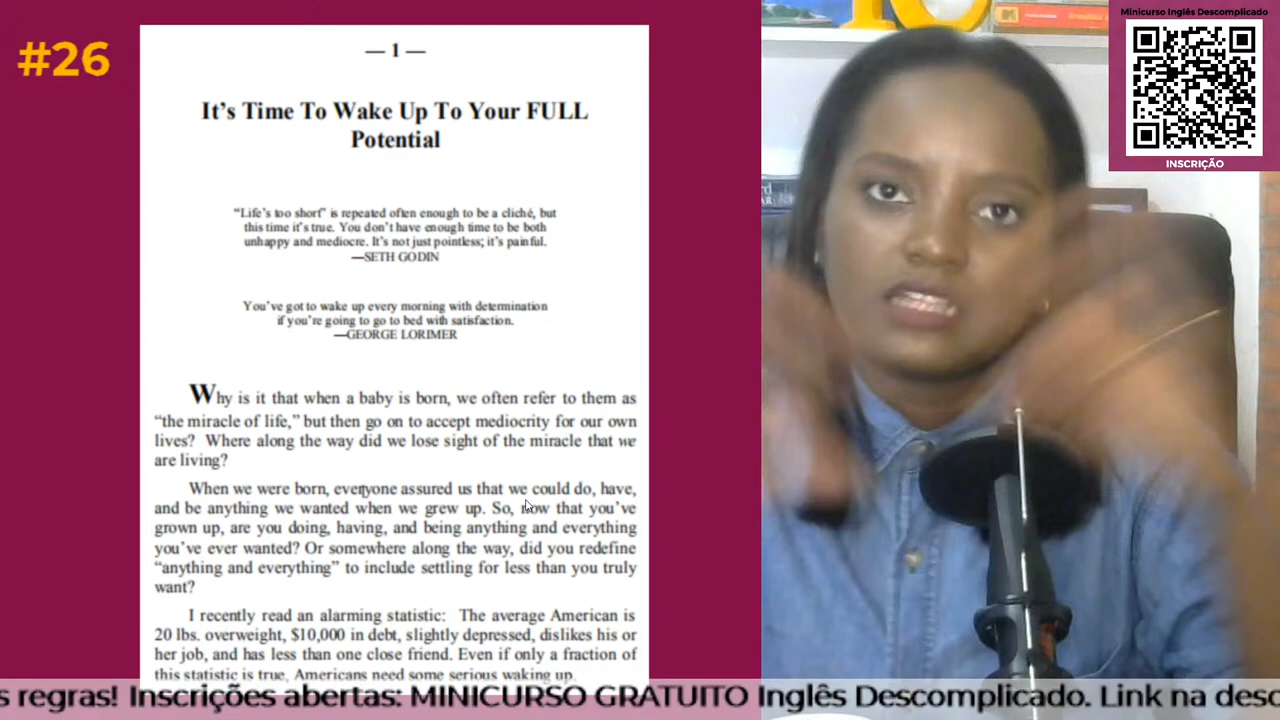 #26
— 1 —
It's Time To Wake Up To Your FULL
Potential
“Life's too short” is repeated often enough to be a cliché, but
this time it's true. You don't have enough time to be both
unhappy and mediocre. It's not just pointless; it's painful.
—SETH GODIN
You've got to wake up every morning with determination
if you're going to go to bed with satisfaction.
—GEORGE LORIMER
Why is it that when a baby is born, we often refer to them as
“the miracle of life,” but then go on to accept mediocrity for our own
lives? Where along the way did we lose sight of the miracle that we
are living?
When we were born, everyone assured us that we could do, have,
and be anything we wanted when we grew up. So, now that you've
grown up, are you doing, having, and being anything and everything
you've ever wanted? Or somewhere along the way, did you redefine
“anything and everything” to include settling for less than you truly
want?
I recently read an alarming statistic: The average American is
20 lbs. overweight, $10,000 in debt, slightly depressed, dislikes his or
her job, and has less than one close friend. Even if only a fraction of
this statistic is true, Americans need some serious waking up.
Minicurso Inglês Descomplicado
INSCRIÇÃO
s regras! Inscrições abertas: MINICURSO GRATUITO Inglês Descomplicado. Link na desc